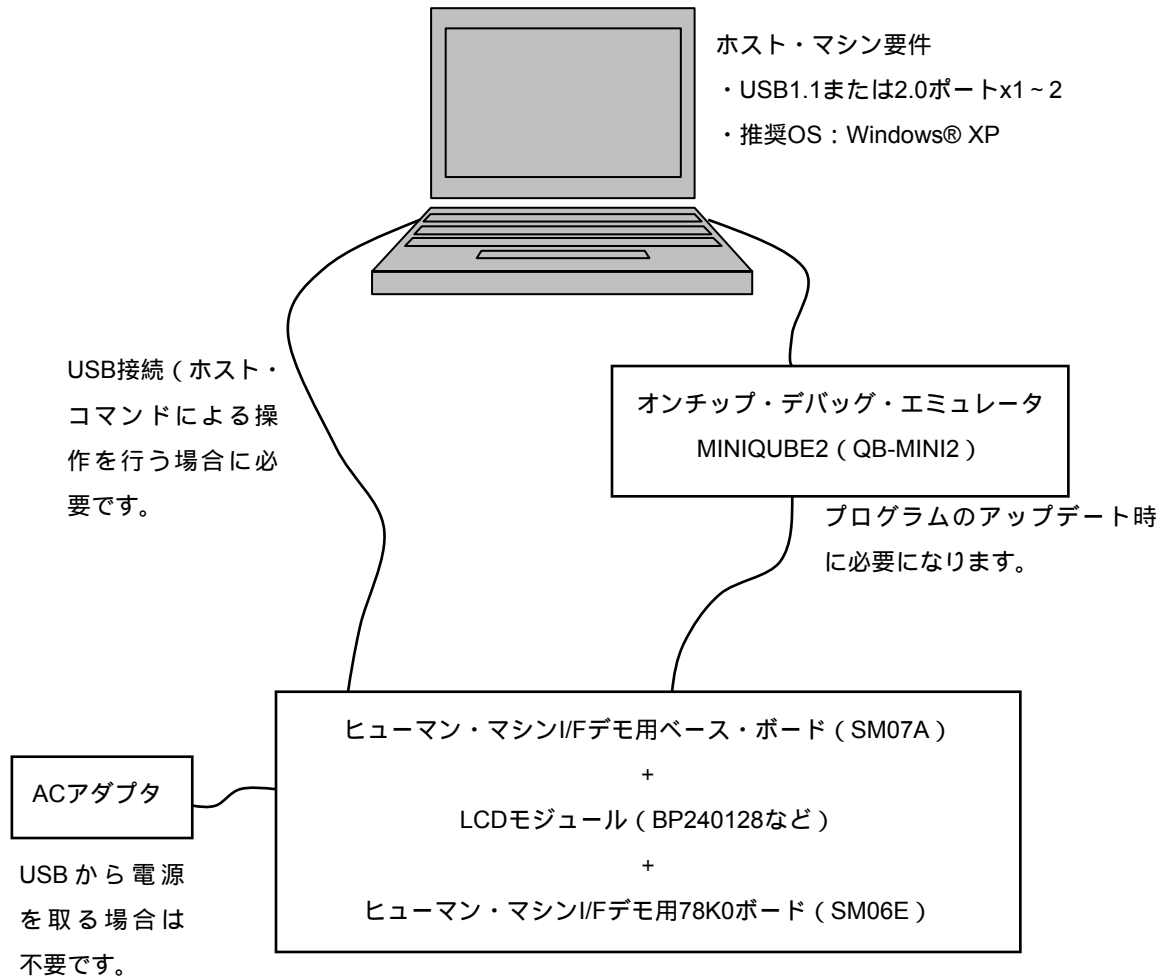 ホスト・マシン要件
・USB1.1または2.0ポートx1~2
・推奨OS：Windows® XP
USB接続（ホスト・
コマンドによる操
作を行う場合に必
要です。
オンチップ・デバッグ・エミュレータ
MINIQUBE2（QB-MINI2）
プログラムのアップデート時
に必要になります。
ヒューマン・マシンI/Fデモ用ベース・ボード（SM07A）
+
LCDモジュール（BP240128など）
+
ヒューマン・マシンI/Fデモ用78K0ボード（SM06E）
ACアダプタ
USBから電源
を取る場合は
不要です。